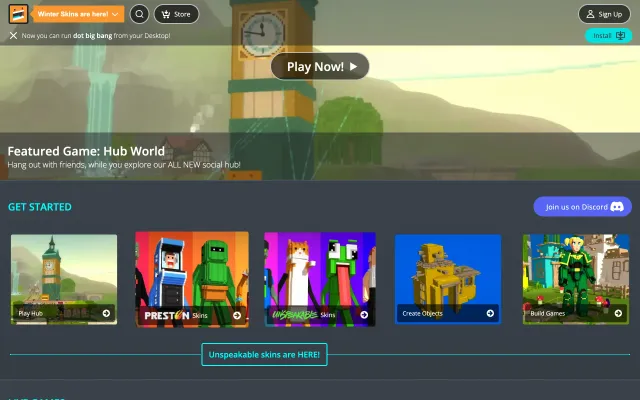 Winter Skins are here!
Store
Sign Up
Now you can run dot big bang from your Desktop!
Install
Play Now!
Featured Game: Hub World
Hang out with friends, while you explore our ALL NEW social hub!
GET STARTED
Join us on Discord
Play Hub
PRESTON Skins
UNSPEAKABLE Skins
Create Objects
Build Games
Unspeakable skins are HERE!